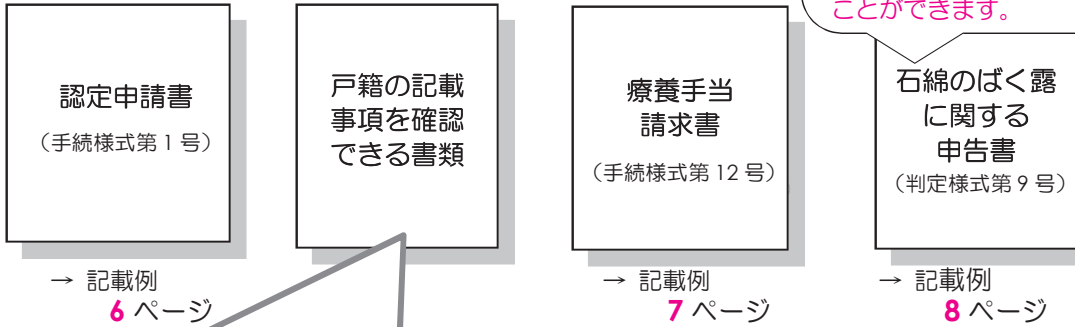 ことができます。
認定申請書
（手続様式第1号）
→ 記載例
6 ページ
戸籍の記載
事項を確認
できる書類
療養手当
請求書
（手続様式第12号）
→ 記載例
7 ページ
石綿のばく露
に関する
申告書
（判定様式第9号）
→ 記載例
8 ページ